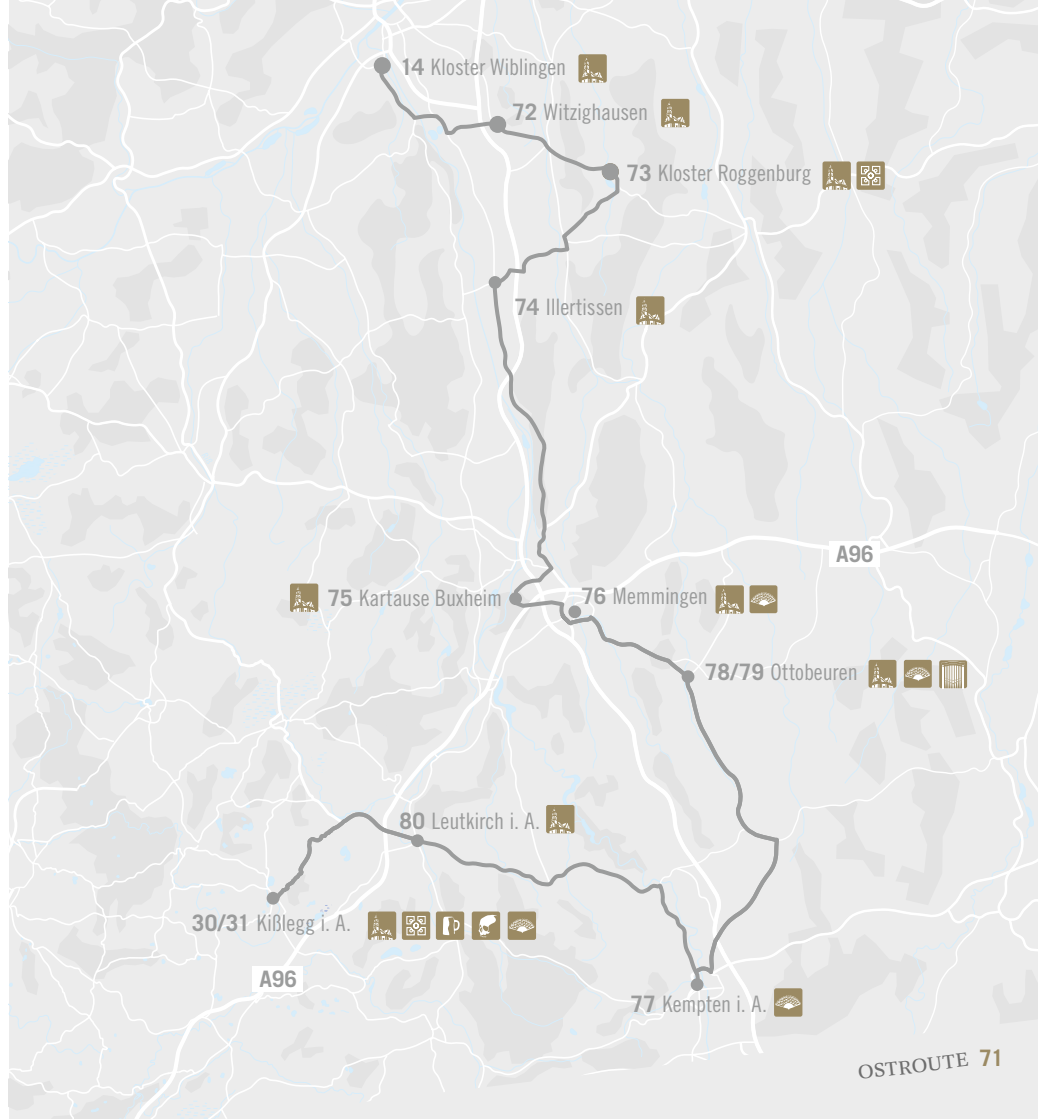 14 Kloster Wiblingen
72 Witzighausen
73 Kloster Roggenburg
74 Illertissen
A96
75 Kartause Buxheim
76 Memmingen
78/79 Ottobeuren
80 Leutkirch i. A.
30/31 Kißlegg i. A.
A96
77 Kempten i. A.
OSTROUTE 71